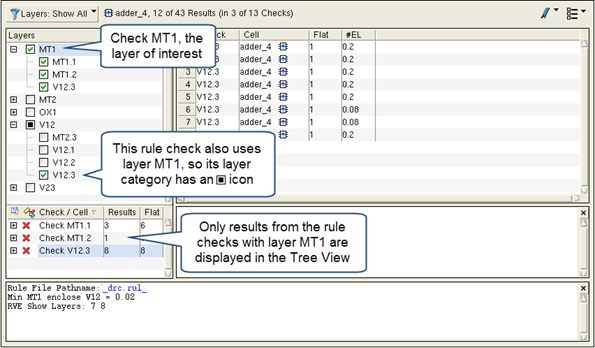 Layers: Show All
adder_4, 12 of 43 Results (in 3 of 13 Checks)
Layers
MT1
MT1.1
MT1.2
V12.3
MT2
OX1
V12
MT2.3
V12.1
V12.2
V12.3
V23
Check MT1, the
layer of interest
Cell Flat #EL
.3 adder_4 1 0.2
.3 adder_4 1 0.2
3 V12.3 adder_4 1 0.2
4 V12.3 adder_4 1 0.2
5 V12.3 adder_4 1 0.2
6 V12.3 adder_4 1 0.08
7 V12.3 adder_4 1 0.08
adder_4 1 0.2
This rule check also uses
layer MT1, so its layer
category has an icon
Check / Cell Results Flat
Check MT1.1 3 6
Check MT1.2 1
Check V12.3 8 8
Only results from the rule
checks with layer MT1 are
displayed in the Tree View
Rule File Pathname: _drc.rul_
Min MT1 enclose V12 = 0.02
RVE Show Layers: 7 8